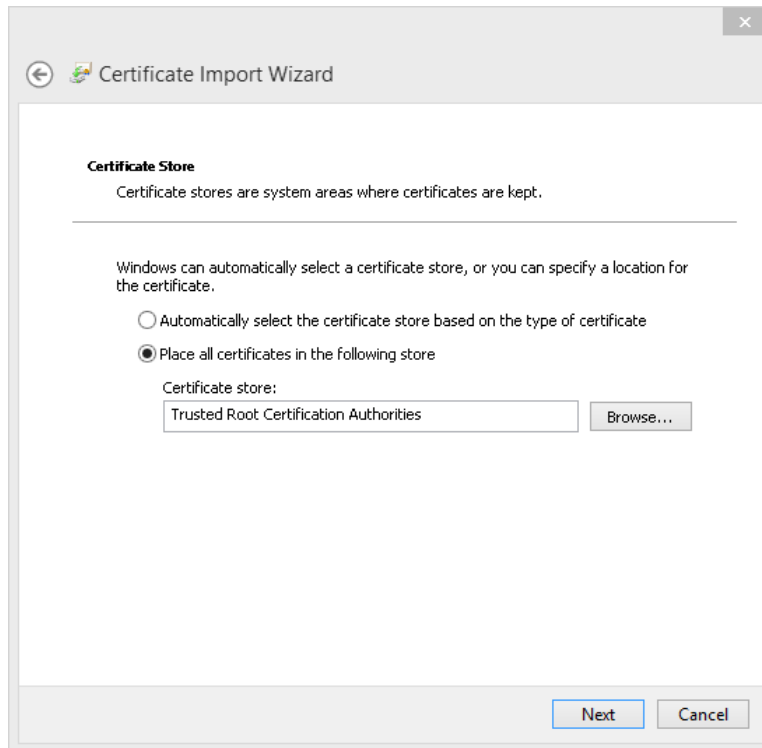 Certificate Import Wizard
Certificate Store
Certificate stores are system areas where certificates are kept.
Windows can automatically select a certificate store, or you can specify a location for
the certificate.
Automatically select the certificate store based on the type of certificate
Place all certificates in the following store
Certificate store:
Trusted Root Certification Authorities
Browse...
Next
Cancel